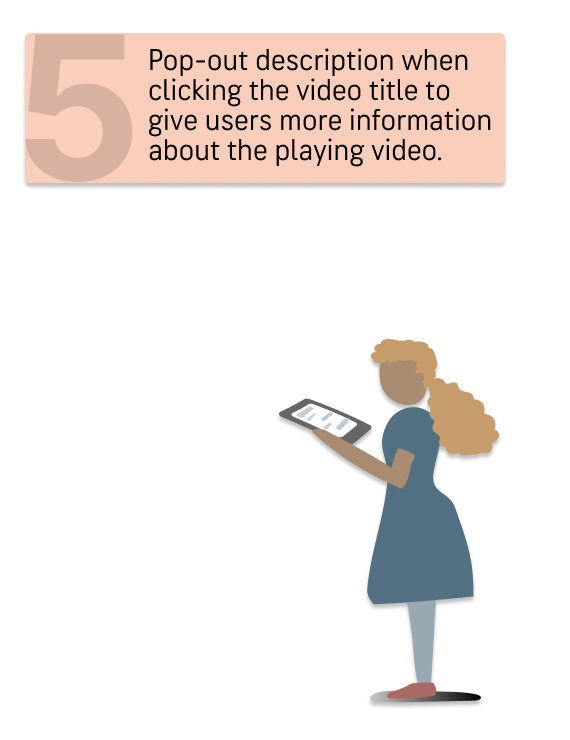 5
Pop-out description when
clicking the video title to
give users more information
about the playing video.